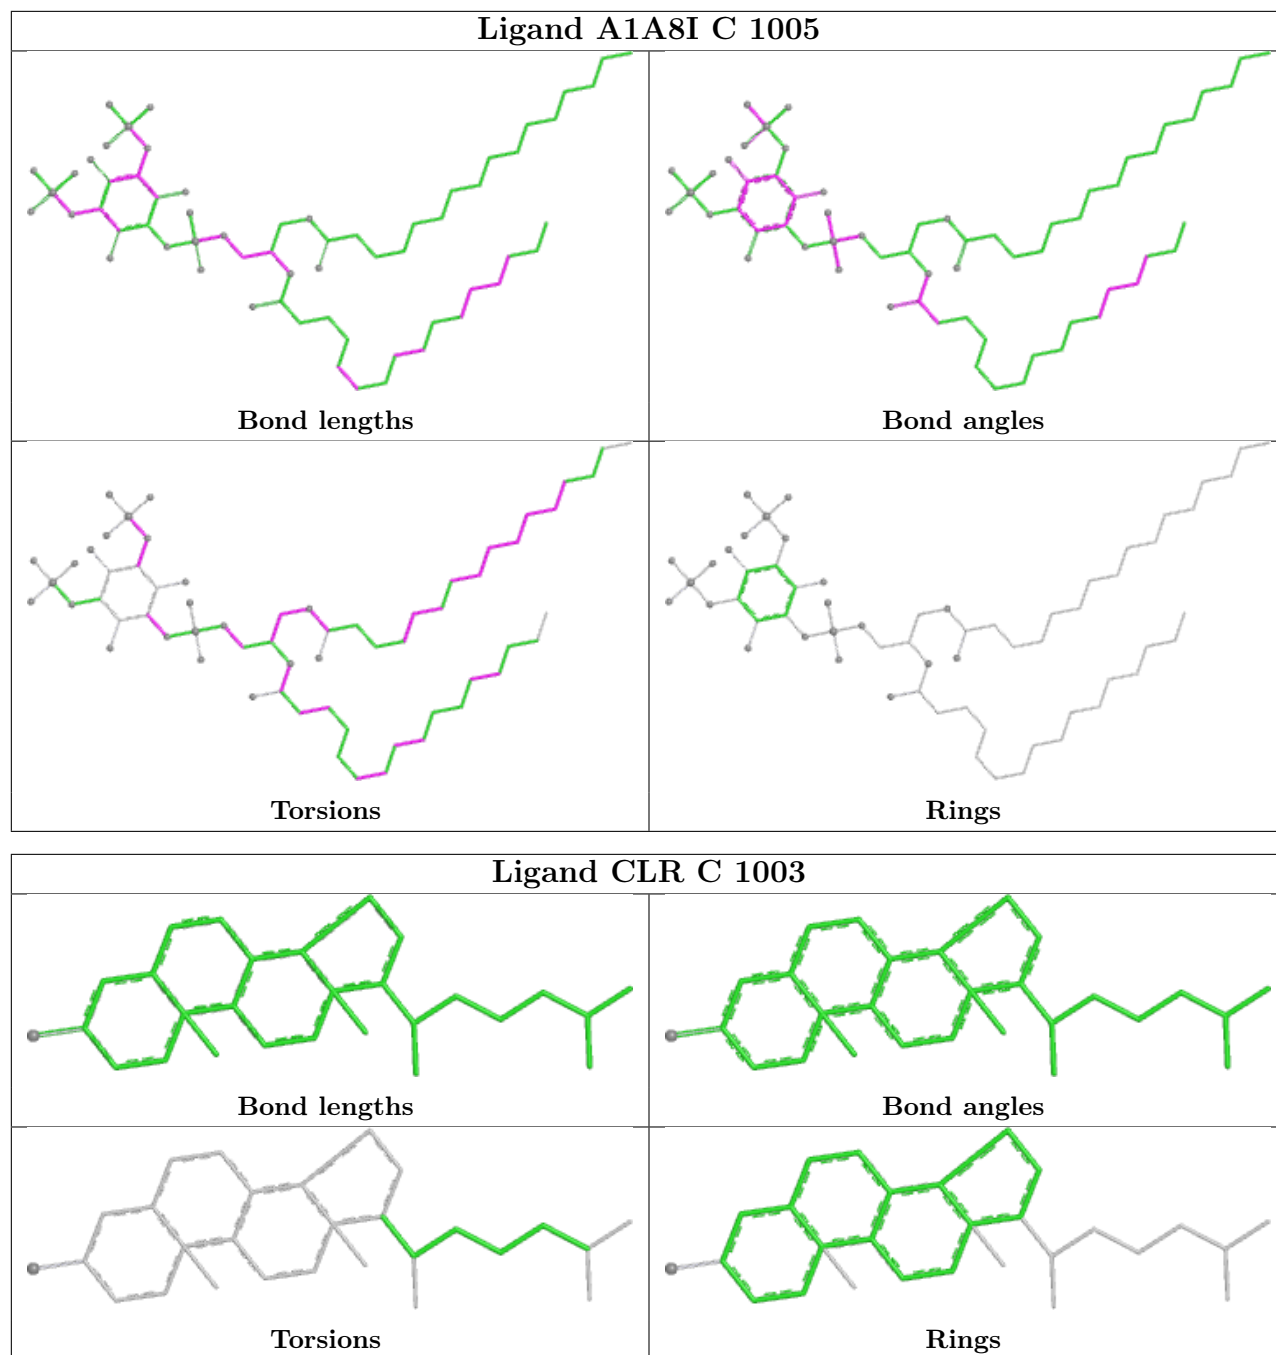 Ligand A1A8I C 1005
Bond lengths
Bond angles
Torsions
Rings
Ligand CLR C 1003
Bond lengths
Bond angles
Torsions
Rings